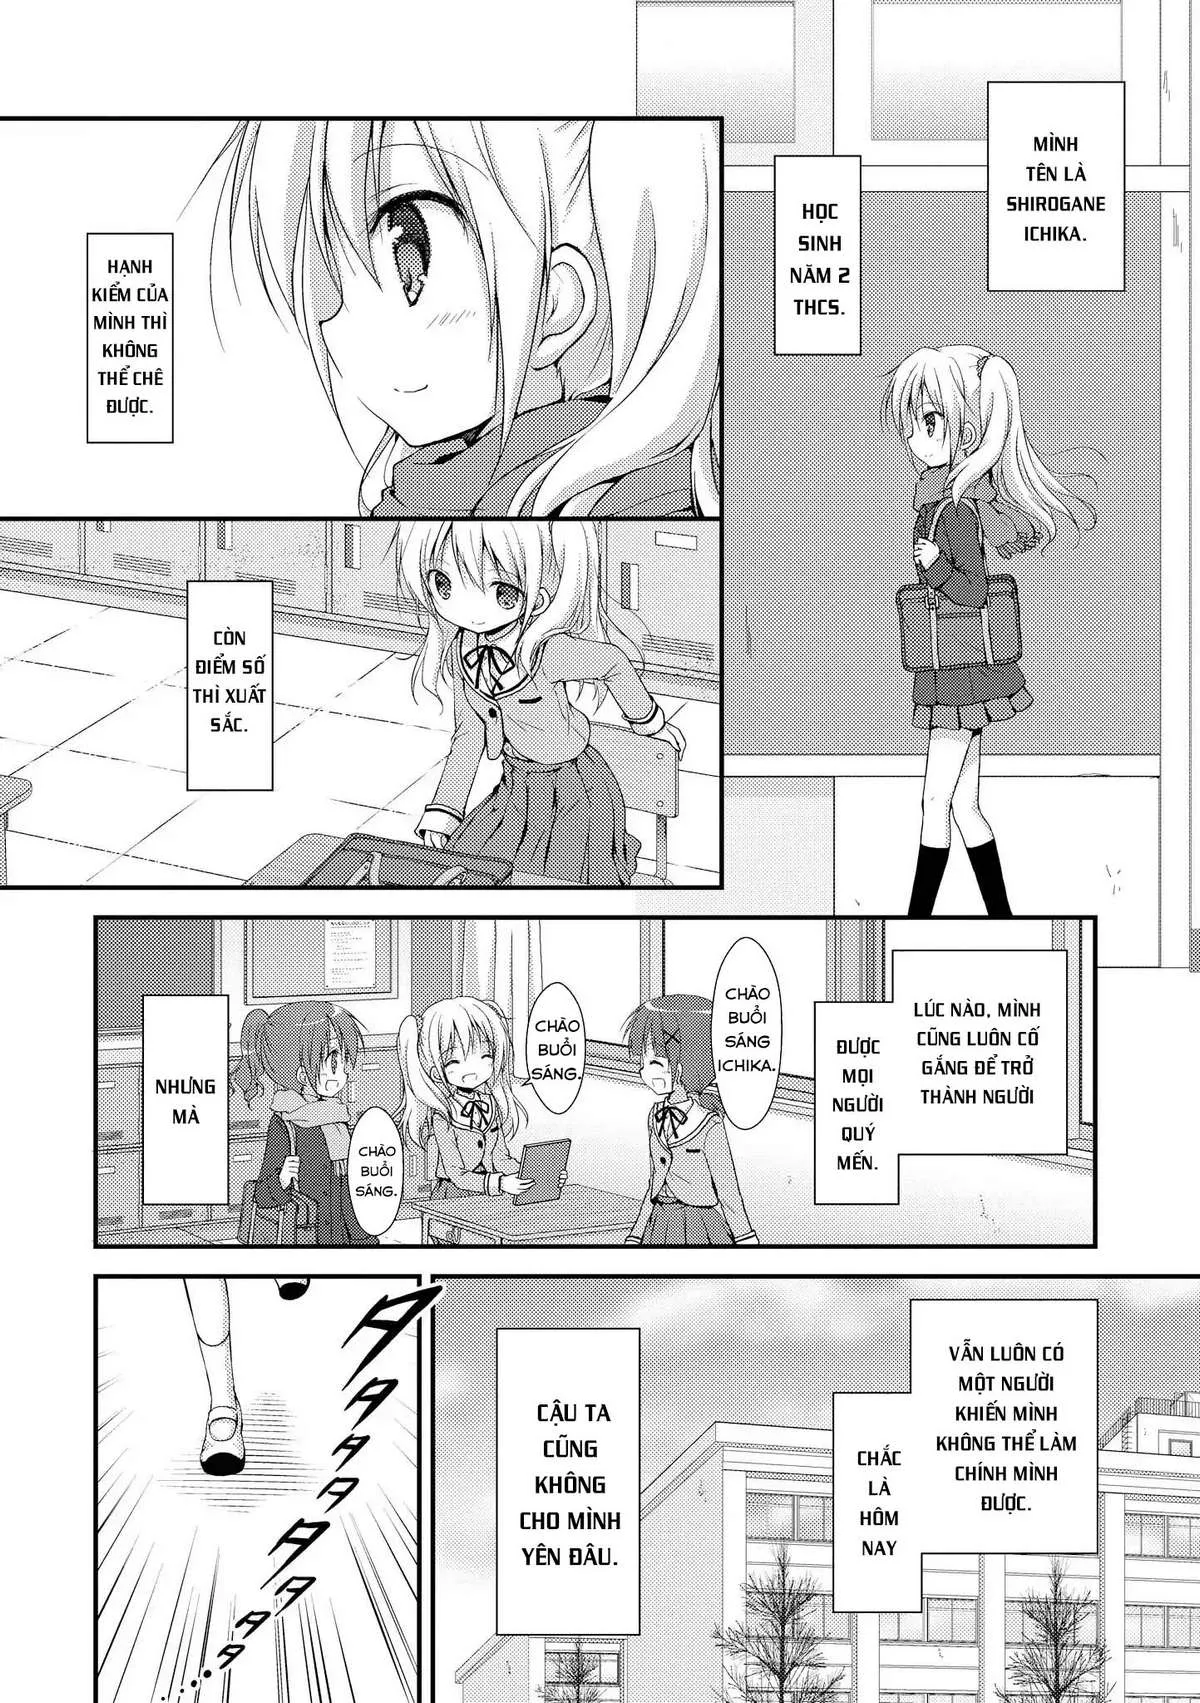 MÌNH
TÊN LÀ
SHIROGANE
ICHIKA.
HỌC
SINH
NĂM 2
THCS.
HẠNH
KIỂM CỦA
MÌNH THÌ
KHÔNG
THỂ CHÊ
ĐƯỢC.
CÒN
ĐIỂM SỐ
THÌ XUẤT
SẮC.
LÚC NÀO, MÌNH
CŨNG LUÔN CỐ
GẮNG ĐỂ TRỞ
THÀNH NGƯỜI
ĐƯỢC
MỌI
NGƯỜI
QUÝ
MẾN.
CHÀO
BUỔI
SÁNG
ICHIKA.
CHÀO
BUỔI
SÁNG.
CHÀO
BUỔI
SÁNG.
NHƯNG
MÀ
VẪN LUÔN CÓ
MỘT NGƯỜI
KHIẾN MÌNH
KHÔNG THỂ LÀM
CHÍNH MÌNH
ĐƯỢC.
CHẮC
LÀ
HÔM
NAY
CẬU TA
CŨNG
KHÔNG
CHO MÌNH
YÊN ĐÂU.
タタタタタタタタ…